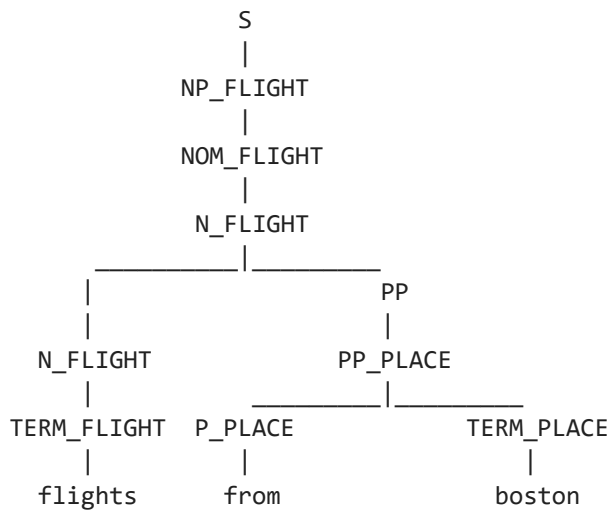 S
NP_FLIGHT
NOM_FLIGHT
N_FLIGHT
PP
N_FLIGHT PP_PLACE
TERM_FLIGHT P_PLACE TERM_PLACE
flights from boston